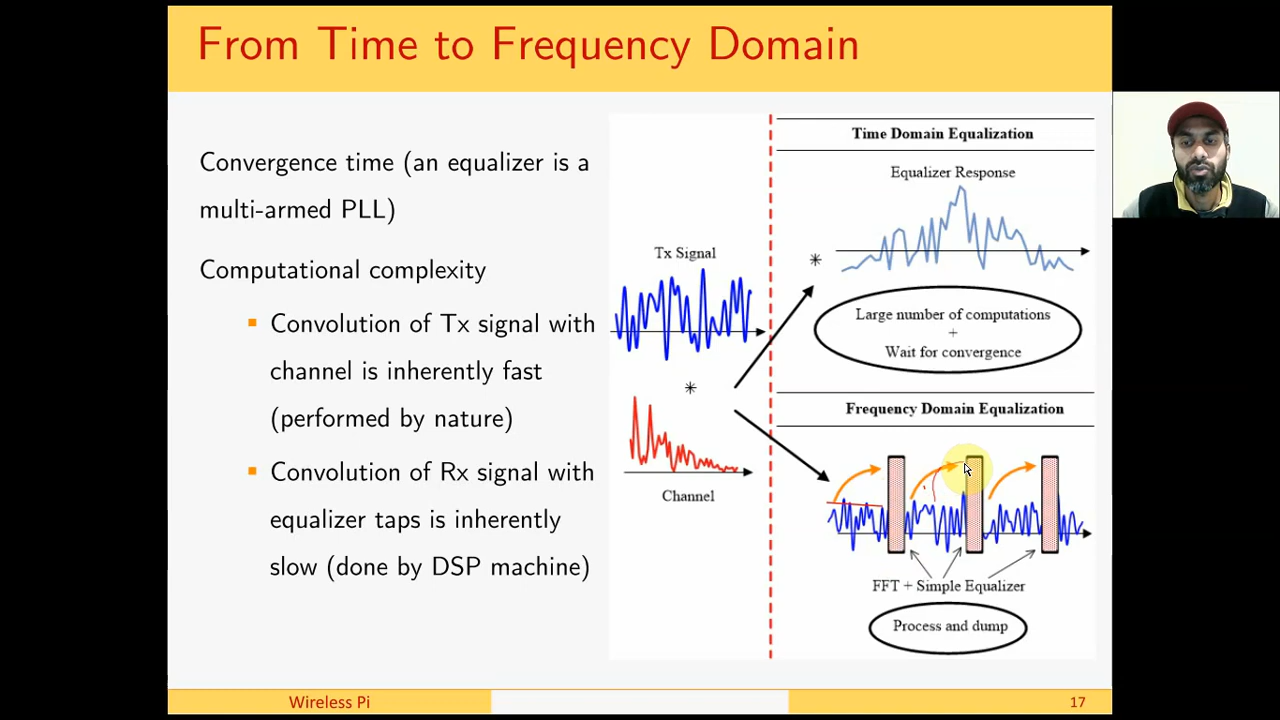 From Time to Frequency Domain
Convergence time (an equalizer is a
multi-armed PLL)
Computational complexity
Convolution of Tx signal with
channel is inherently fast
(performed by nature)
Convolution of Rx signal with
equalizer taps is inherently
slow (done by DSP machine)
Tx Signal
*
Channel
Time Domain Equalization
Equalizer Response
*
Large number of computations
+
Wait for convergence
Frequency Domain Equalization
FFT + Simple Equalizer
Process and dump
Wireless Pi
17